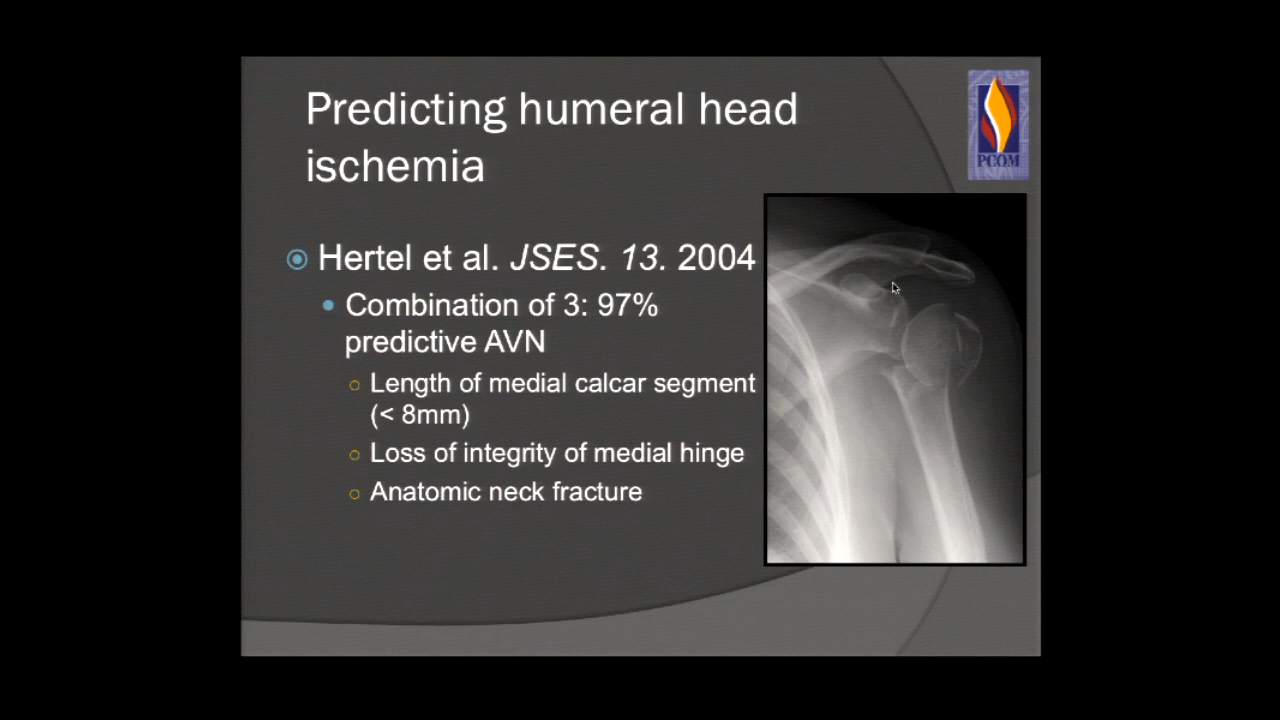 Predicting humeral head
ischemia
PCOM
Hertel et al. JSES. 13. 2004
Combination of 3: 97%
predictive AVN
Length of medial calcar segment
(< 8mm)
Loss of integrity of medial hinge
Anatomic neck fracture